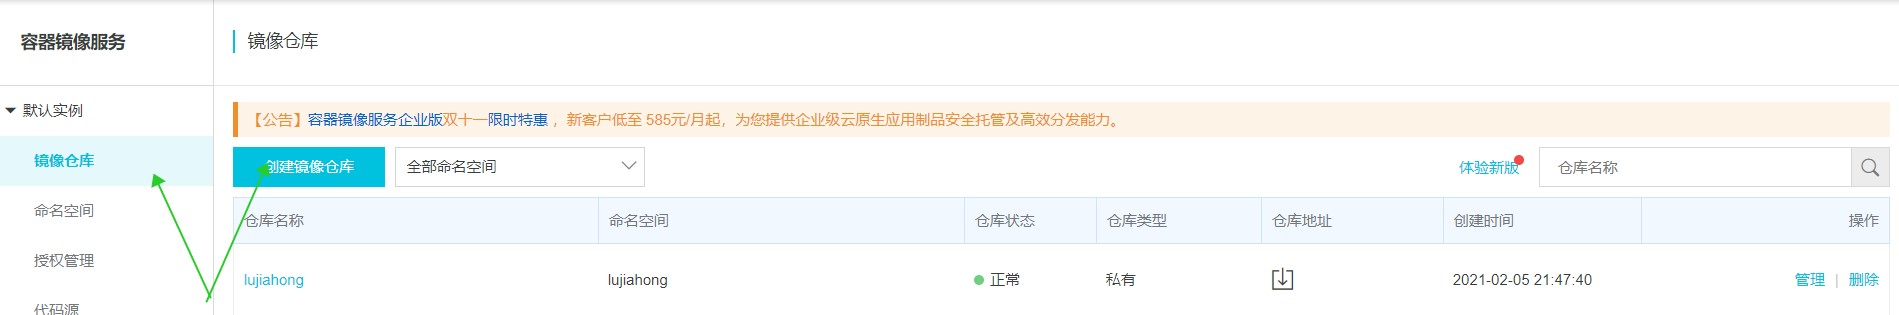 容器镜像服务
镜像仓库
默认实例
镜像仓库
命名空间
授权管理
代码源
【公告】容器镜像服务企业版双十一限时特惠，新客户低至 585元/月起，为您提供企业级云原生应用制品安全托管及高效分发能力。
创建镜像仓库 全部命名空间 体验新版 仓库名称
仓库名称 命名空间 仓库状态 仓库类型 仓库地址 创建时间 操作
lujiahong lujiahong 正常 私有 2021-02-05 21:47:40 管理 | 删除